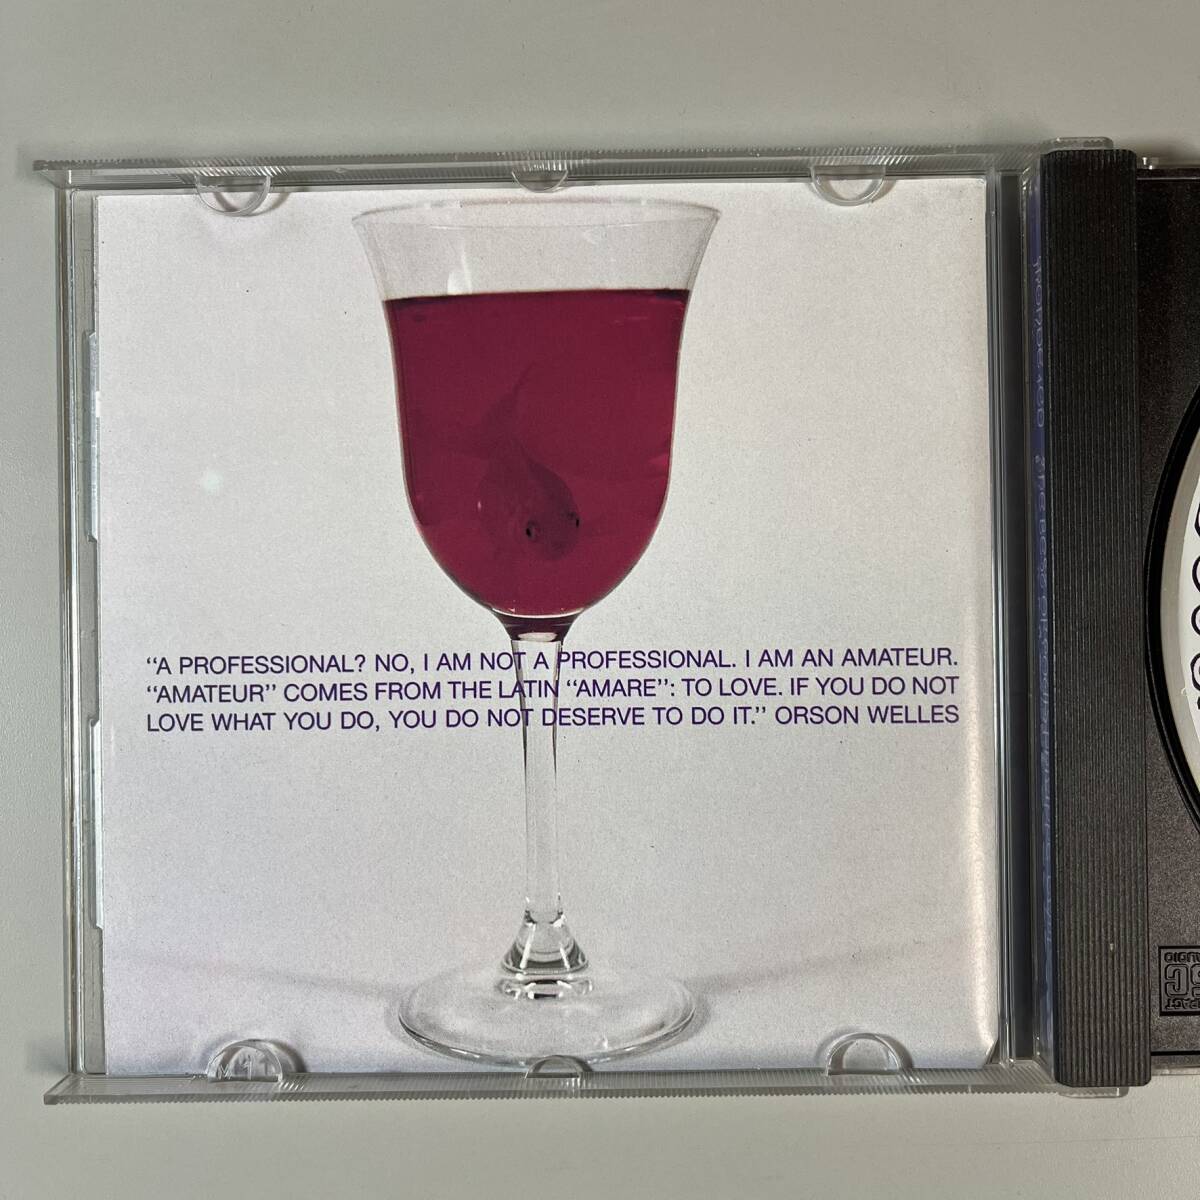 “A PROFESSIONAL? NO, I AM NOT A PROFESSIONAL. I AM AN AMATEUR.
“AMATEUR” COMES FROM THE LATIN “AMARE”: TO LOVE. IF YOU DO NOT
LOVE WHAT YOU DO, YOU DO NOT DESERVE TO DO IT.” ORSON WELLES